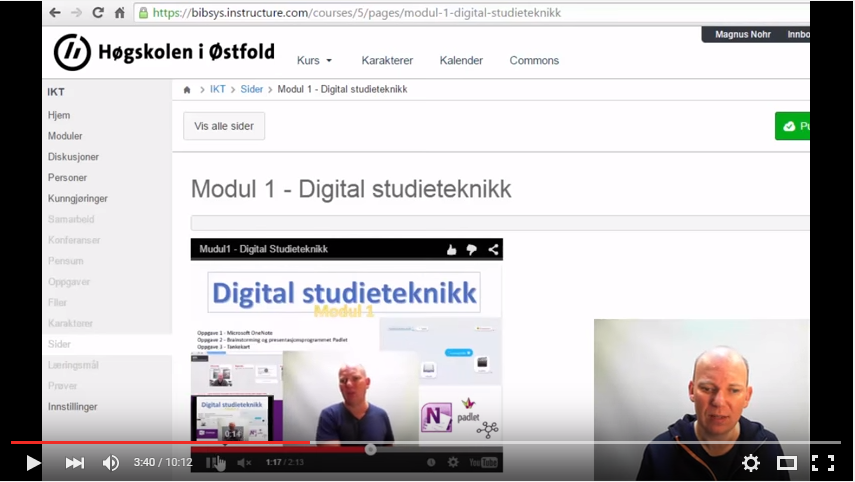 https://bibsys.instructure.com/courses/5/pages/modul-1-digital-studieteknikk
Magnus Nohr Innbo
Høgskolen i Østfold
Kurs Karakterer Kalender Commons
IKT
IKT > Sider > Modul 1 - Digital studieteknikk
Hjem
Moduler
Diskusjoner
Personer
Kunngjøringer
Samarbeid
Konferanser
Pensum
Oppgaver
Filer
Karakterer
Sider
Læringsmål
Prøver
Innstillinger
Vis alle sider
Pu
Modul 1 - Digital studieteknikk
Mudul1 - Digital Studieteknikk
Digital studieteknikk
Modul 1
Oppgave 1 - Microsoft OneNote
Oppgave 2 - Brainstorming og presentasjonsprogrammet Padlet
Oppgave 3 - Tankekart
Digital studieteknikk
0:14
N
padlet
1:17 / 2:13
YouTube
3:40 / 10:12